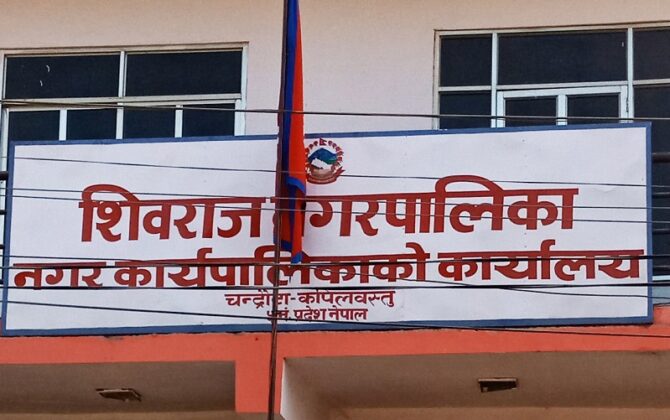 शिवराज नगरपालिका
नगर कार्यपालिकाको कार्यालय
चन्द्रौटा-कपिलवस्तु
प्रदेश नेपाल